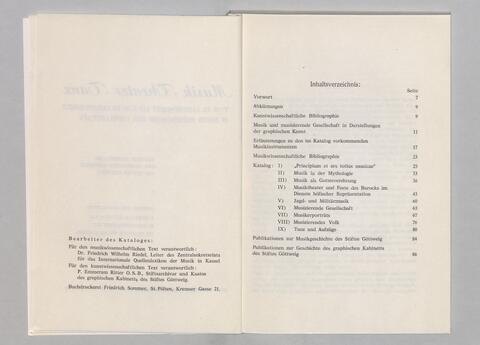 Bearbeiter des Kataloges:
Für den musikwissenschaftlichen Text verantwortlich:
Dr. Friedrich Wilhelm Riedel, Leiter des Zentralsekretariats
für das Internationale Quellenlexikon der Musik in Kassel
Für den kunstwissenschaftlichen Text verantwortlich:
P. Emmeram Ritter O.S.B., Stiftsarchivar und Kustos
des graphischen Kabinetts des Stiftes Göttweig.
Buchdruckerei Friedrich Sommer, St. Pölten, Kremser Gasse 21.
Inhaltsverzeichnis:
Seite
Vorwort 7
Abkürzungen 9
Kunstwissenschaftliche Bibliographie 9
Musik und musizierende Gesellschaft in Darstellungen
der graphischen Kunst 11
Erläuterungen zu den im Katalog vorkommenden
Musikinstrumenten 17
Musikwissenschaftliche Bibliographie 23
Katalog: I) „Principium et ars totius musicae" 25
II) Musik in der Mythologie 33
III) Musik als Gottesverehrung 36
IV) Musiktheater und Feste des Barocks im
Dienste höfischer Repräsentation 43
V) Jagd- und Militärmusik 60
VI) Musizierende Gesellschaft 63
VII) Musikerporträts 67
VIII) Musizierendes Volk 76
IX) Tanz und Aufzüge 80
Publikationen zur Musikgeschichte des Stiftes Göttweig 84
Publikationen zur Geschichte des graphischen Kabinetts
des Stiftes Göttweig 86